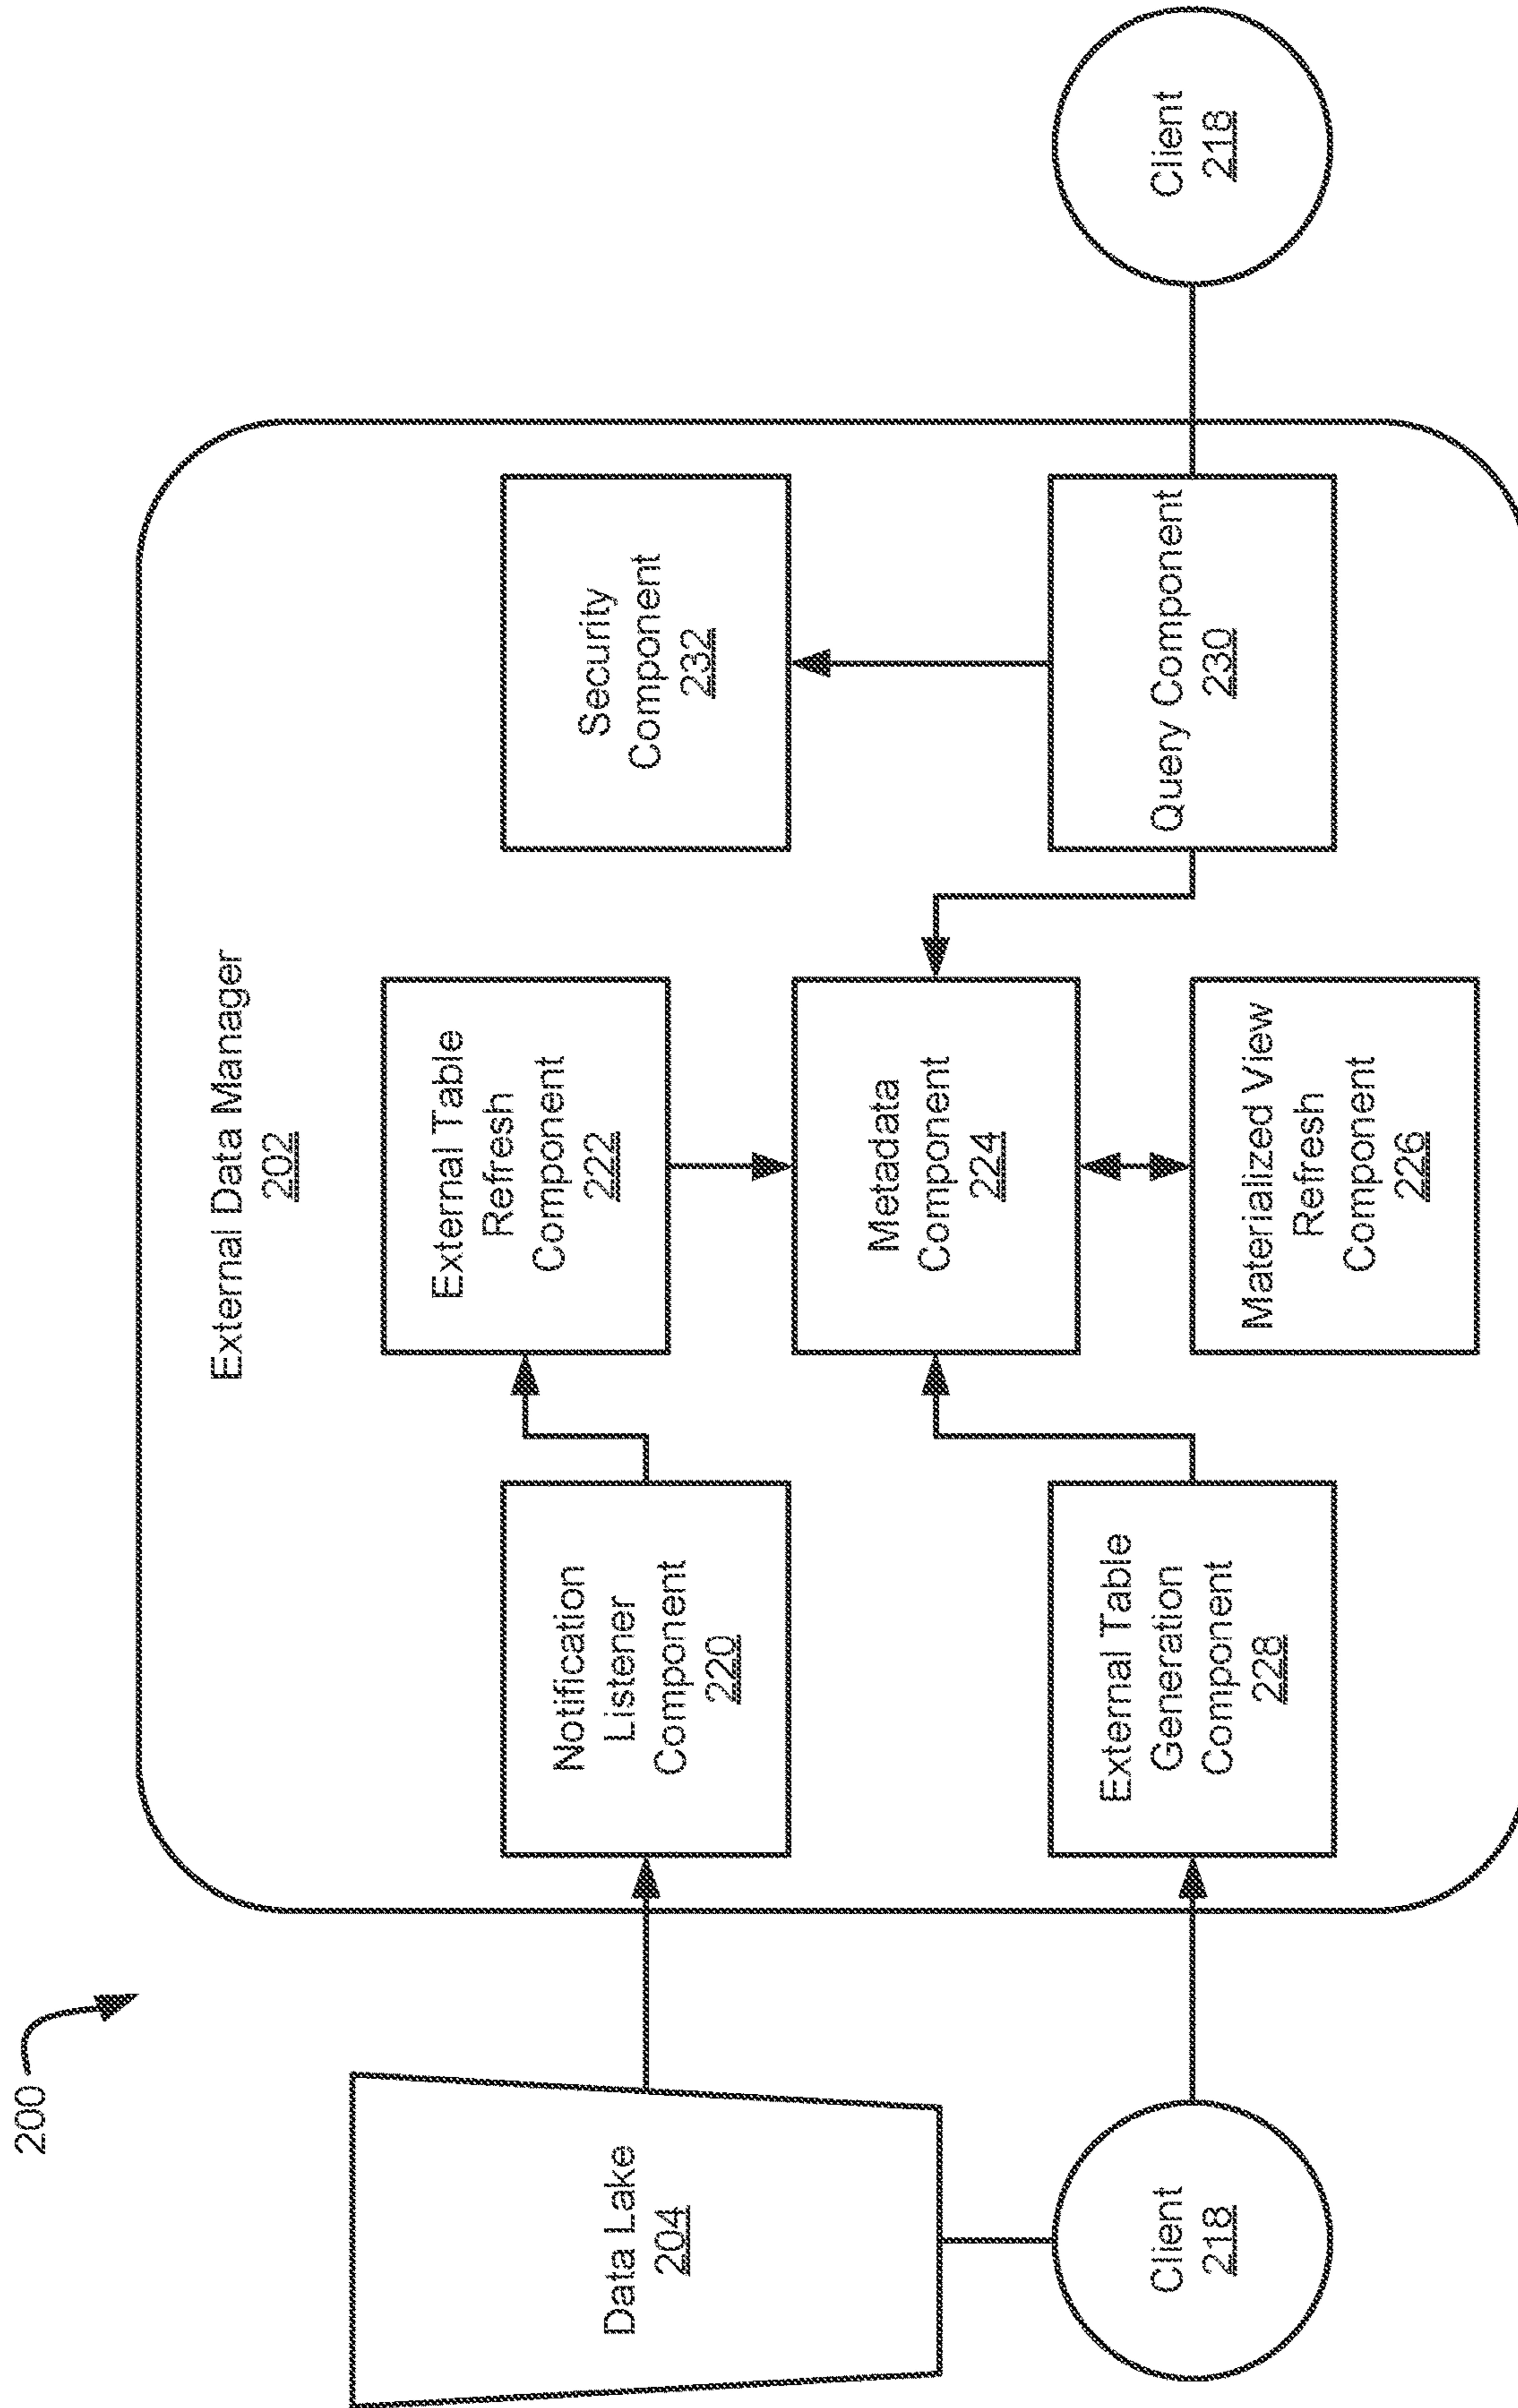 200
External Data Manager
202
Data Lake
204
Client
218
Notification
Listener
Component
220
External Table
Generation
Component
228
External Table
Refresh
Component
222
Metadata
Component
224
Materialized View
Refresh
Component
226
Security
Component
232
Query Component
230
Client
218